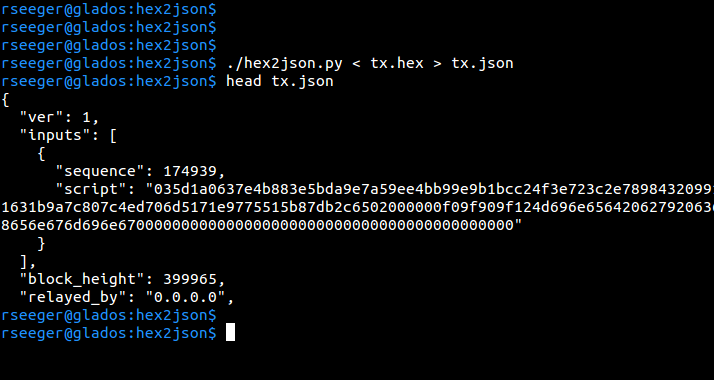 rseeger@glados:hex2json$
rseeger@glados:hex2json$
rseeger@glados:hex2json$
rseeger@glados:hex2json$ ./hex2json.py < tx.hex > tx.json
rseeger@glados:hex2json$ head tx.json
{
  "ver": 1,
  "inputs": [
    {
      "sequence": 174939,
      "script": "035d1a0637e4b883e5bda9e7a59ee4bb99e9b1bcc24f3e723c2e7898432099
1631b9a7c807c4ed706d5171e9775515b87db2c6502000000f09f909f124d696e656420627920636
8656e676d696e670000000000000000000000000000000000000000000"
    }
  ],
  "block_height": 399965,
  "relayed_by": "0.0.0.0",
rseeger@glados:hex2json$
rseeger@glados:hex2json$